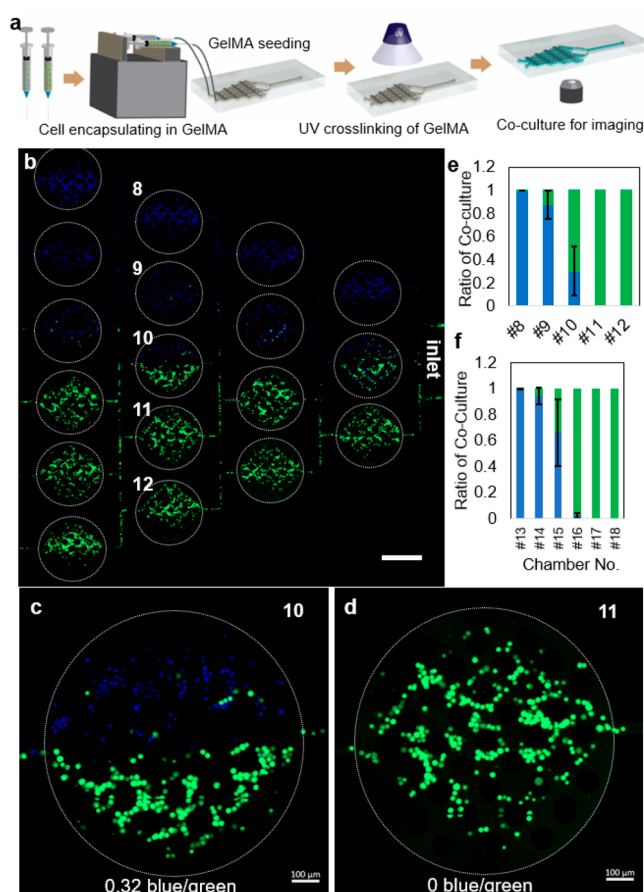 a
UV
GelMA seeding
Cell encapsulating in GelMA
UV crosslinking of GelMA
Co-culture for imaging
b
8
9
10
11
12
inlet
e
Ratio of Co-culture
1.2
1
0.8
0.6
0.4
0.2
0
#8
#9
#10
#11
#12
f
Ratio of Co-Culture
1.2
1
0.8
0.6
0.4
0.2
0
#13
#14
#15
#16
#17
#18
Chamber No.
c
10
0.32 blue/green
100 μm
d
11
0 blue/green
100 μm